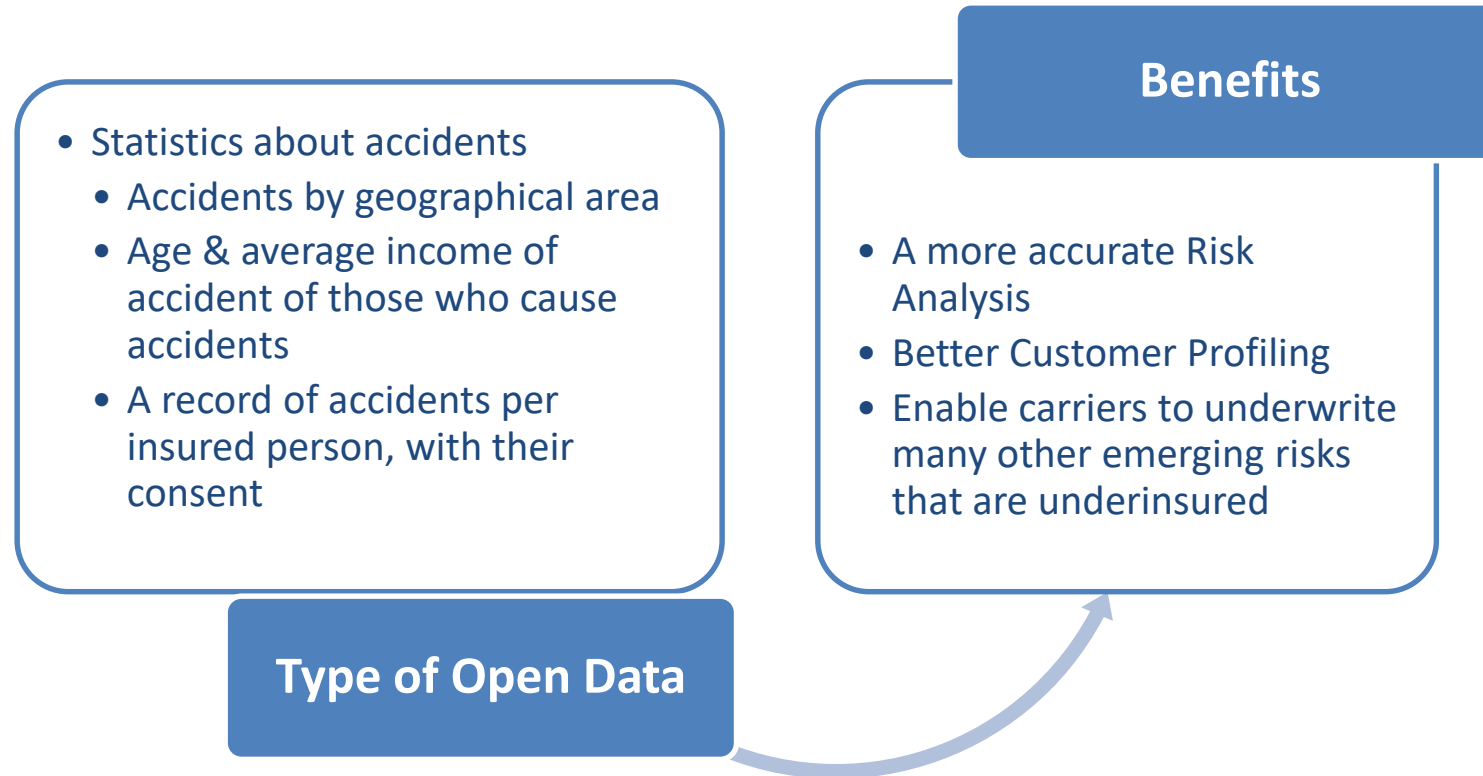 • Statistics about accidents
• Accidents by geographical area
• Age & average income of
accident of those who cause
accidents
• A record of accidents per
insured person, with their
consent
Type of Open Data
Benefits
• A more accurate Risk
Analysis
• Better Customer Profiling
• Enable carriers to underwrite
many other emerging risks
that are underinsured